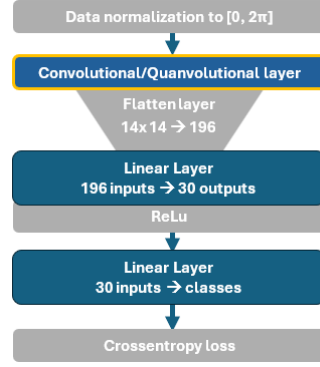 Data normalization to [0, 2π]
Convolutional/Quanvolutional layer
Flatten layer
14x14 → 196
Linear Layer
196 inputs → 30 outputs
ReLu
Linear Layer
30 inputs → classes
Crossentropy loss